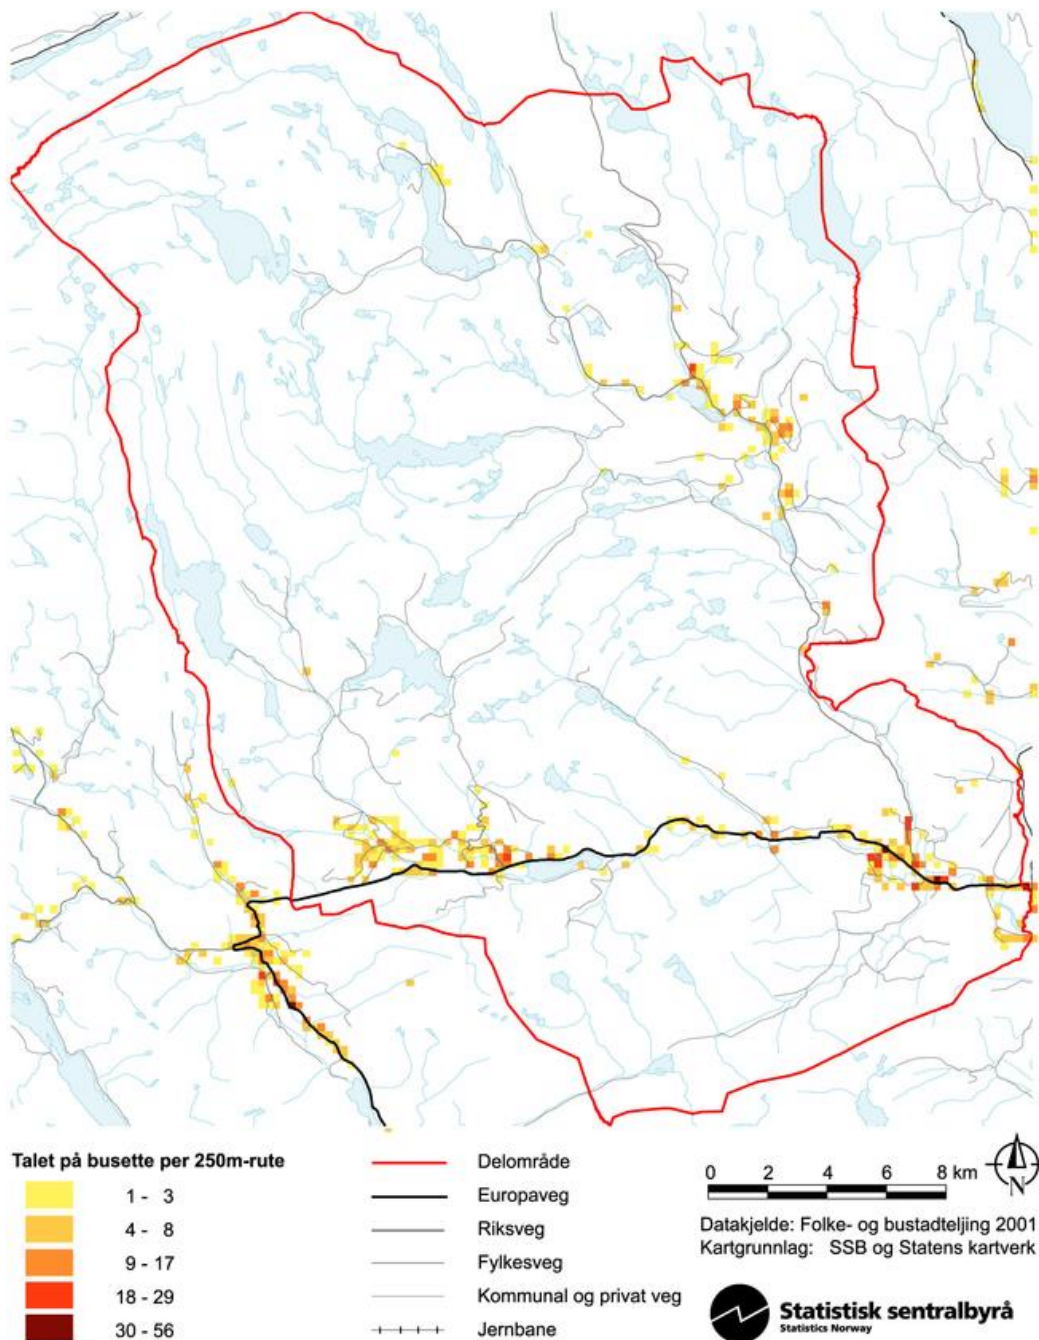 Talet på busette per 250m-rute
1 - 3
4 - 8
9 - 17
18 - 29
30 - 56
Delområde
Europaveg
Riksveg
Fylkesveg
Kommunal og privat veg
Jernbane
0 2 4 6 8 km
N
Datakjelde: Folke- og bustadteljing 2001
Kartgrunnlag: SSB og Statens kartverk
Statistisk sentralbyrå
Statistics Norway